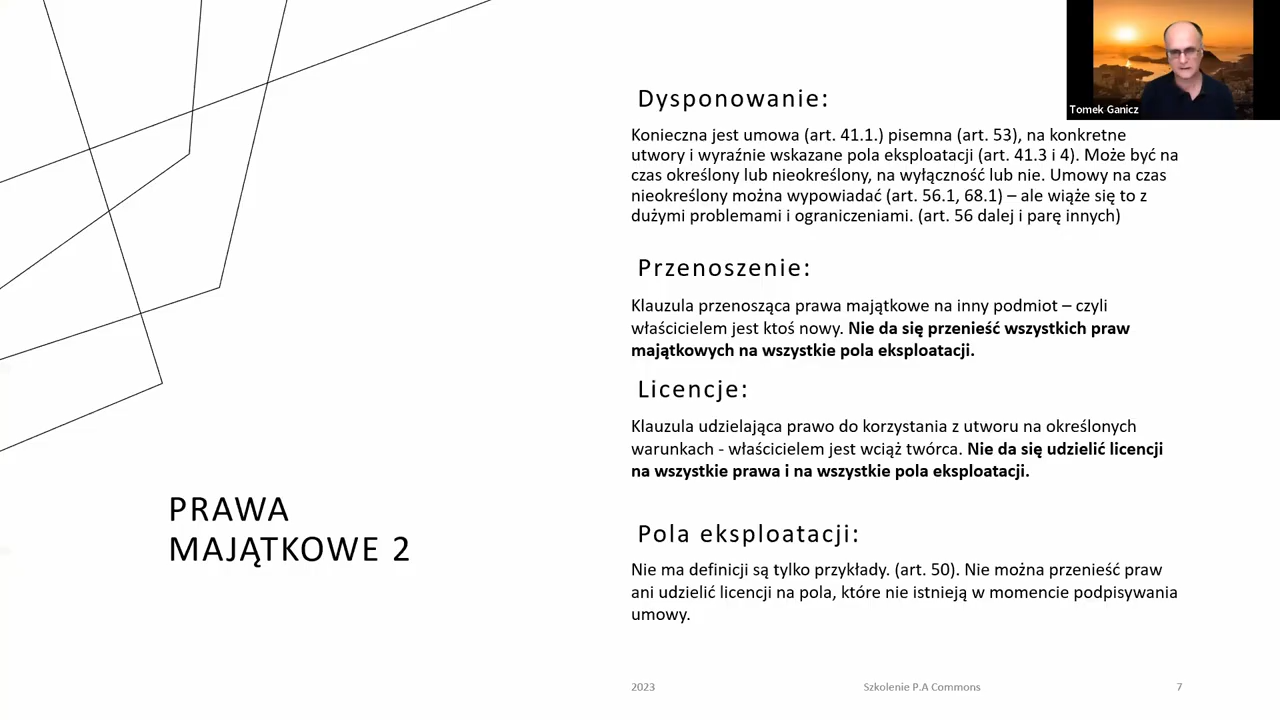 Tomek Ganicz
Dysponowanie:
Konieczna jest umowa (art. 41.1.) pisemna (art. 53), na konkretne
utwory i wyraźnie wskazane pola eksploatacji (art. 41.3 i 4). Może być na
czas określony lub nieokreślony, na wyłączność lub nie. Umowy na czas
nieokreślony można wypowiadać (art. 56.1, 68.1) – ale wiąże się to z
dużymi problemami i ograniczeniami. (art. 56 dalej i parę innych)
Przenoszenie:
Klauzula przenosząca prawa majątkowe na inny podmiot – czyli
właścicielem jest ktoś nowy. Nie da się przenieść wszystkich praw
majątkowych na wszystkie pola eksploatacji.
Licencje:
Klauzula udzielająca prawo do korzystania z utworu na określonych
warunkach - właścicielem jest wciąż twórca. Nie da się udzielić licencji
na wszystkie prawa i na wszystkie pola eksploatacji.
PRAWA
MAJĄTKOWE 2
Pola eksploatacji:
Nie ma definicji są tylko przykłady. (art. 50). Nie można przenieść praw
ani udzielić licencji na pola, które nie istnieją w momencie podpisywania
umowy.
2023
Szkolenie P.A Commons
7